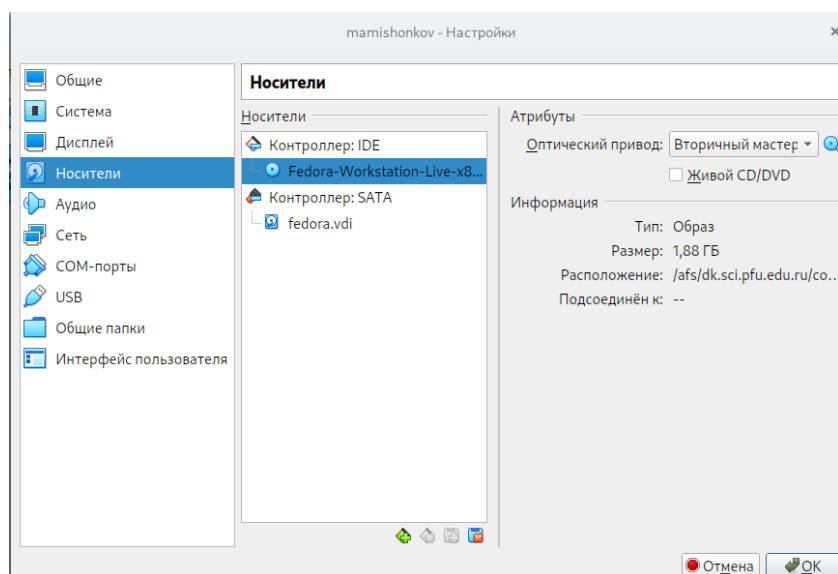 mamishonkov - Настройки
Общие
Система
Дисплей
Носители
Аудио
Сеть
COM-порты
USB
Общие папки
Интерфейс пользователя
Носители
Носители
Контроллер: IDE
Fedora-Workstation-Live-x8...
Контроллер: SATA
fedora.vdi
Атрибуты
Оптический привод: Вторичный мастер
Живой CD/DVD
Информация
Тип: Образ
Размер: 1,88 ГБ
Расположение: /afs/dk.sci.pfu.edu.ru/co...
Подсоединён к: --
Отмена
OK